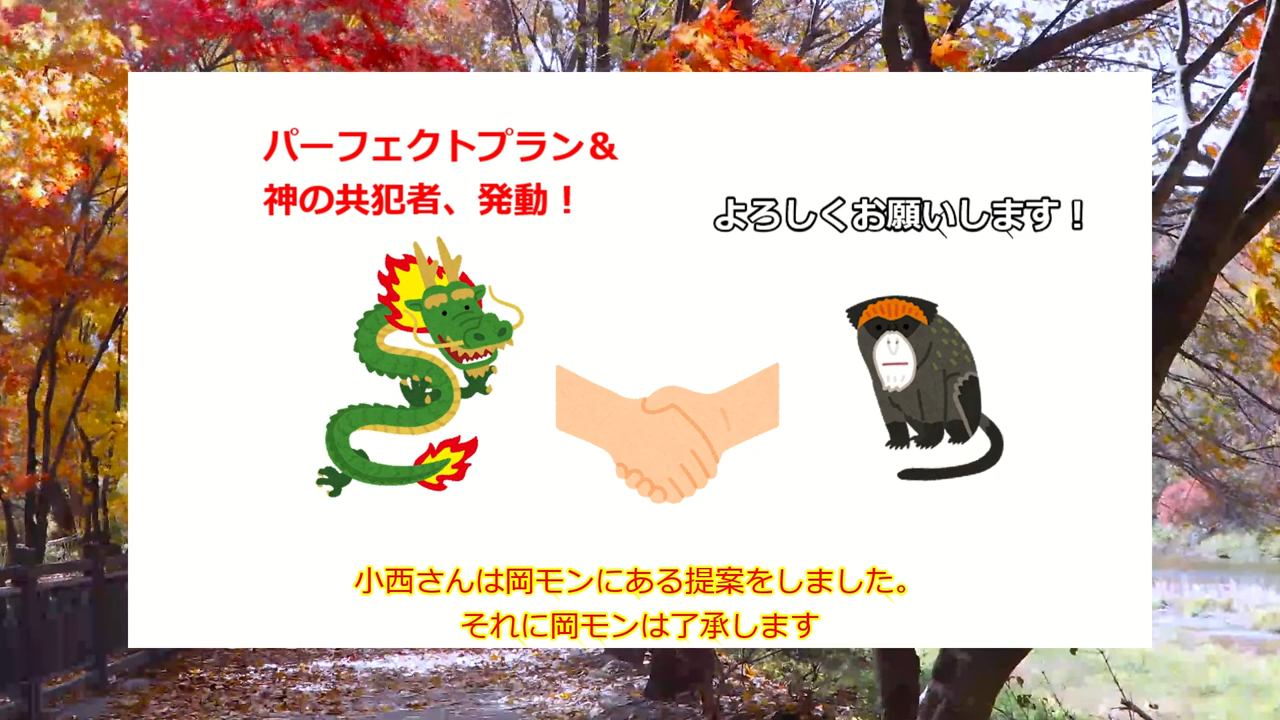 パーフェクトプラン&
神の共犯者、発動！
よろしくお願いします！
小西さんは岡モンにある提案をしました。
それに岡モンは了承します